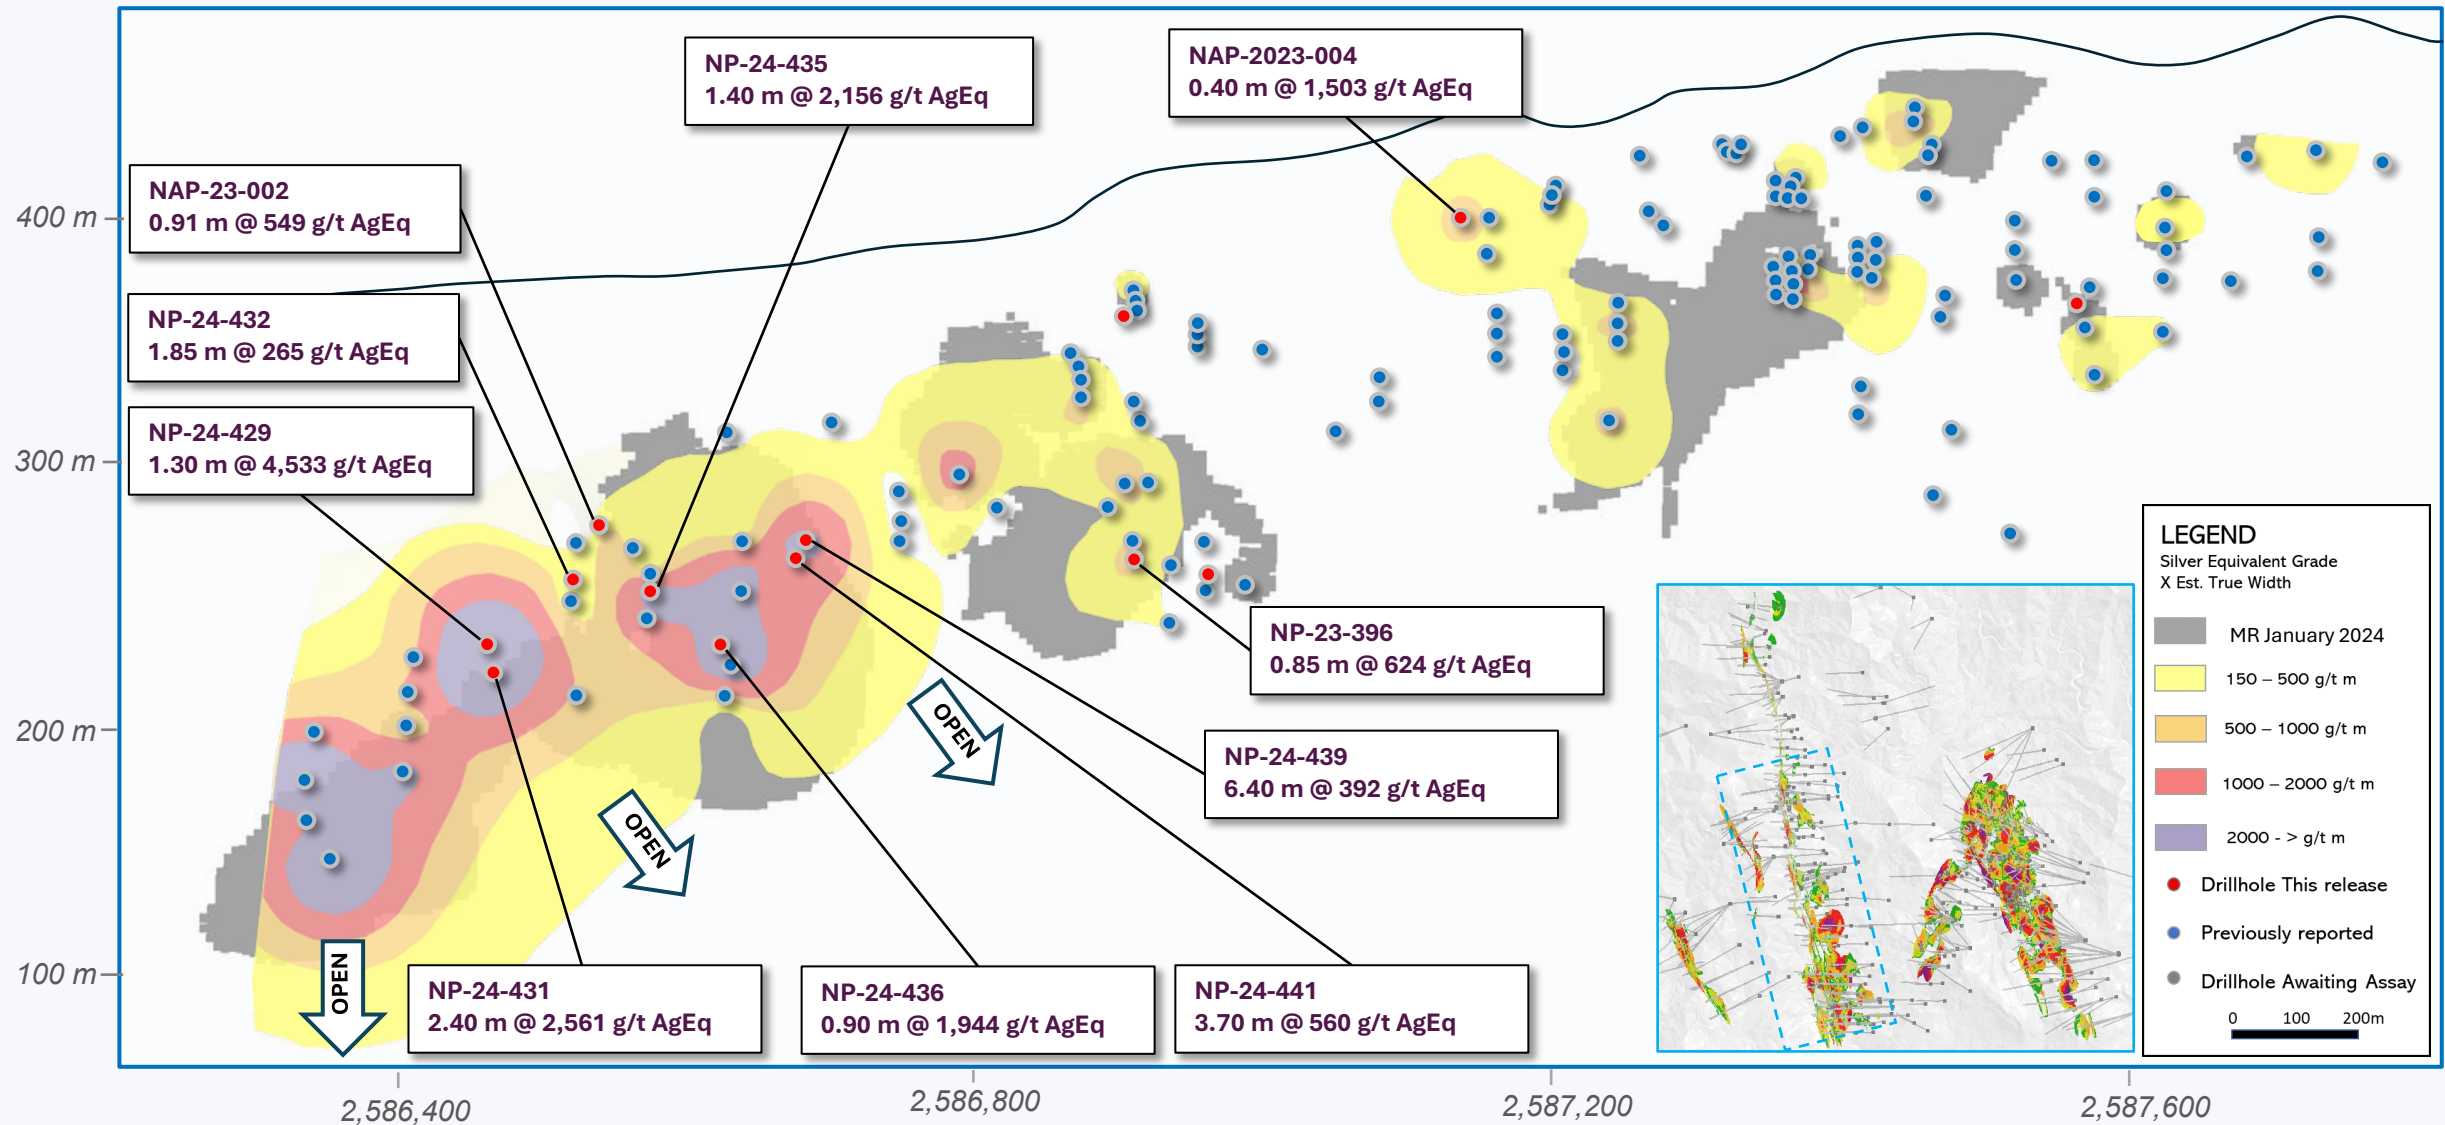 NP-24-435
1.40 m @ 2,156 g/t AgEq
NAP-2023-004
0.40 m @ 1,503 g/t AgEq
NAP-23-002
0.91 m @ 549 g/t AgEq
NP-24-432
1.85 m @ 265 g/t AgEq
NP-24-429
1.30 m @ 4,533 g/t AgEq
400 m
300 m
200 m
100 m
NP-23-396
0.85 m @ 624 g/t AgEq
NP-24-439
6.40 m @ 392 g/t AgEq
OPEN
OPEN
OPEN
NP-24-431
2.40 m @ 2,561 g/t AgEq
NP-24-436
0.90 m @ 1,944 g/t AgEq
NP-24-441
3.70 m @ 560 g/t AgEq
LEGEND
Silver Equivalent Grade
X Est. True Width
MR January 2024
150 – 500 g/t m
500 – 1000 g/t m
1000 – 2000 g/t m
2000 - > g/t m
Drillhole This release
Previously reported
Drillhole Awaiting Assay
0 100 200m
2,586,400
2,586,800
2,587,200
2,587,600